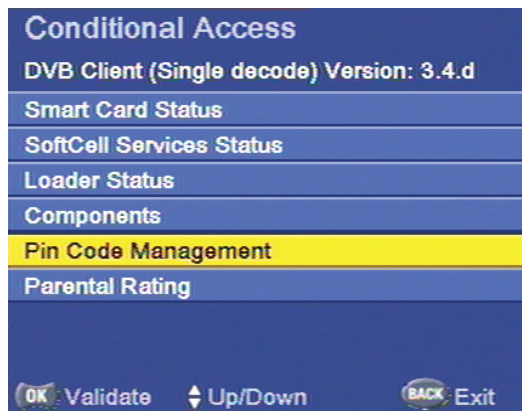 Conditional Access
DVB Client (Single decode) Version: 3.4.d
Smart Card Status
SoftCell Services Status
Loader Status
Components
Pin Code Management
Parental Rating
OK Validate Up/Down BACK Exit